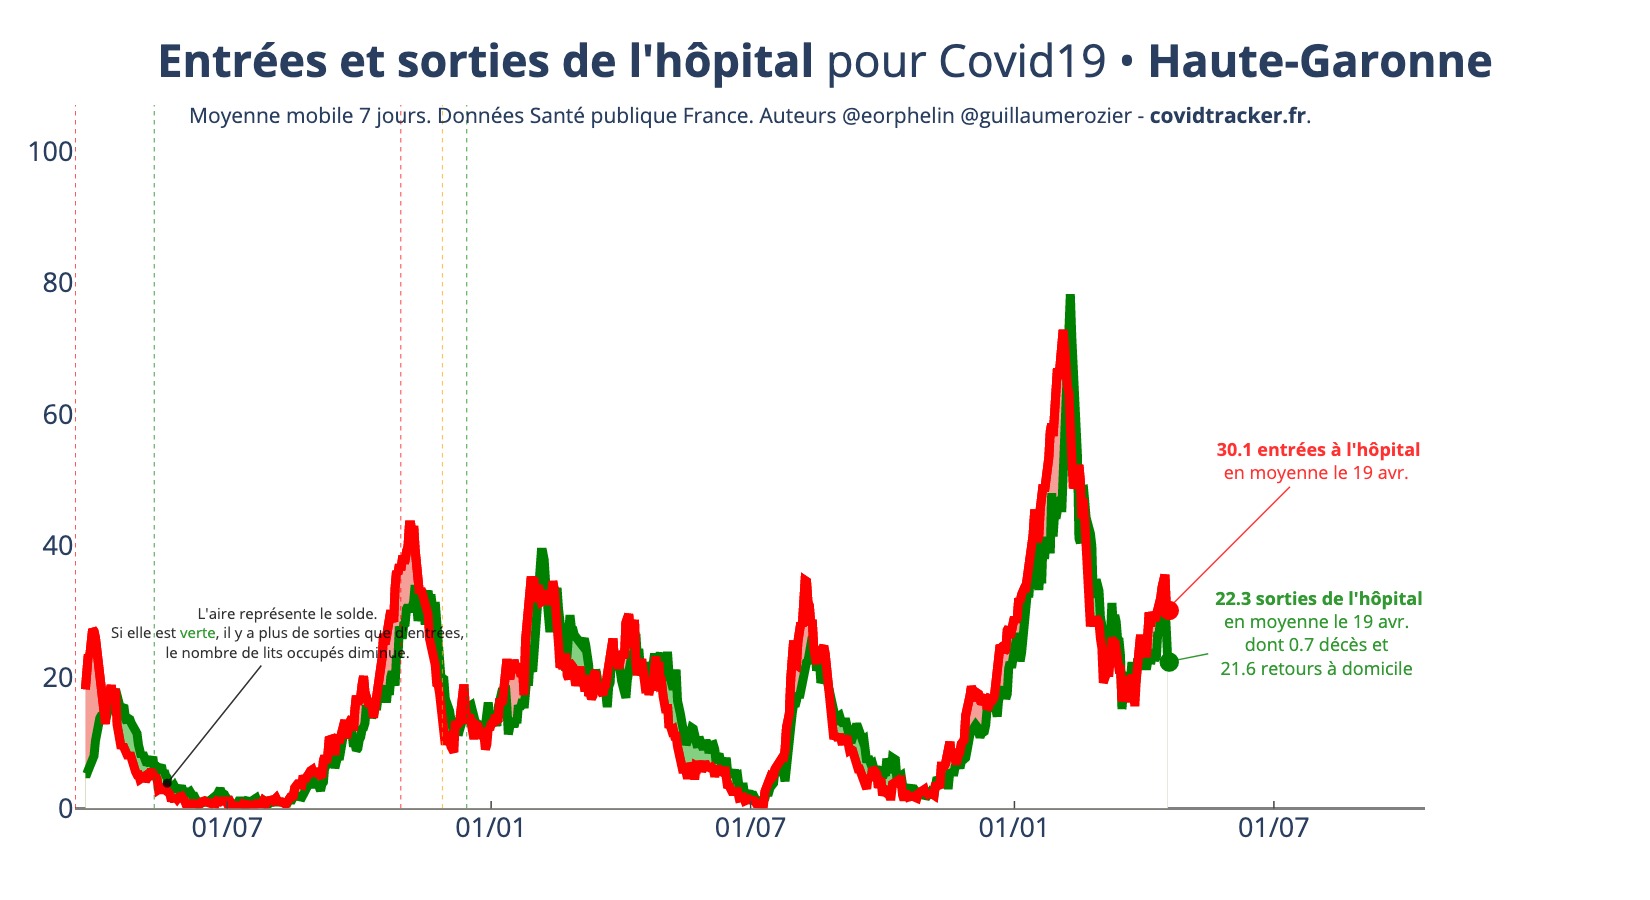 Entrées et sorties de l'hôpital pour Covid19 • Haute-Garonne
Moyenne mobile 7 jours. Données Santé publique France. Auteurs @eorphelin @guillaumerozier - covidtracker.fr.
100
80
60
40
20
0
30.1 entrées à l'hôpital
en moyenne le 19 avr.
22.3 sorties de l'hôpital
en moyenne le 19 avr.
dont 0.7 décès et
21.6 retours à domicile
L'aire représente le solde.
Si elle est verte, il y a plus de sorties que d'entrées,
le nombre de lits occupés diminue.
01/07
01/01
01/07
01/01
01/07